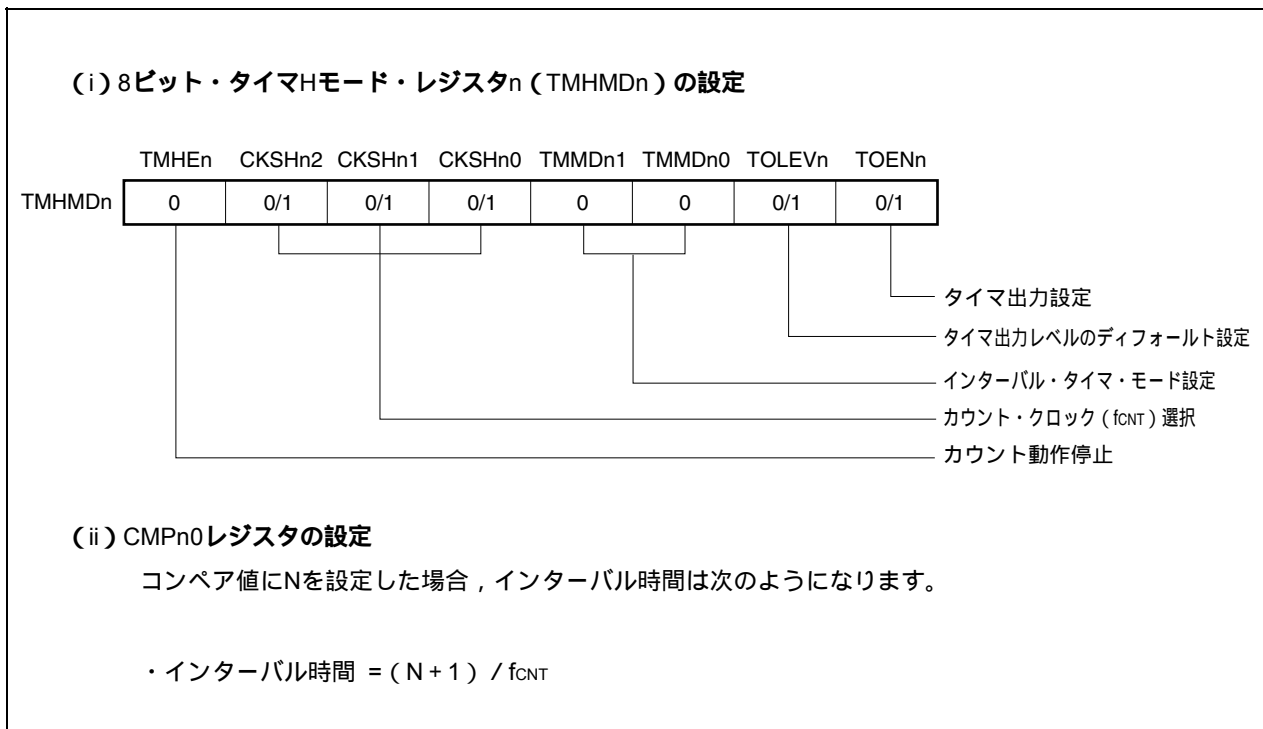 (i)8ビット・タイマHモード・レジスタn(TMHMDn)の設定
TMHEn CKSHn2 CKSHn1 CKSHn0 TMMDn1 TMMDn0 TOLEVn TOENn
TMHMDn 0 0/1 0/1 0/1 0 0 0/1 0/1
タイマ出力設定
タイマ出力レベルのディフォールト設定
インターバル・タイマ・モード設定
カウント・クロック(fCNT)選択
カウント動作停止
(ii)CMPn0レジスタの設定
コンペア値にNを設定した場合,インターバル時間は次のようになります。
・インターバル時間 =(N+1)/fCNT